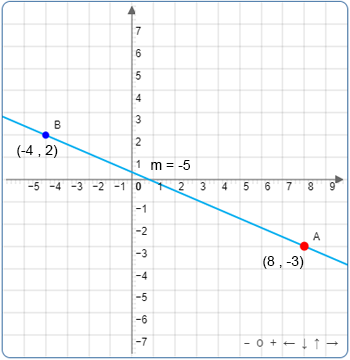 7
6
5
4
3
B
2
(-4 , 2)
1
m = -5
−5 −4 −3 −2 −1 0 1 2 3 4 5 6 7 8 9
−1
−2
A
−3
(8 , -3)
−4
−5
−6
−7
− o + ← ↓ ↑ →